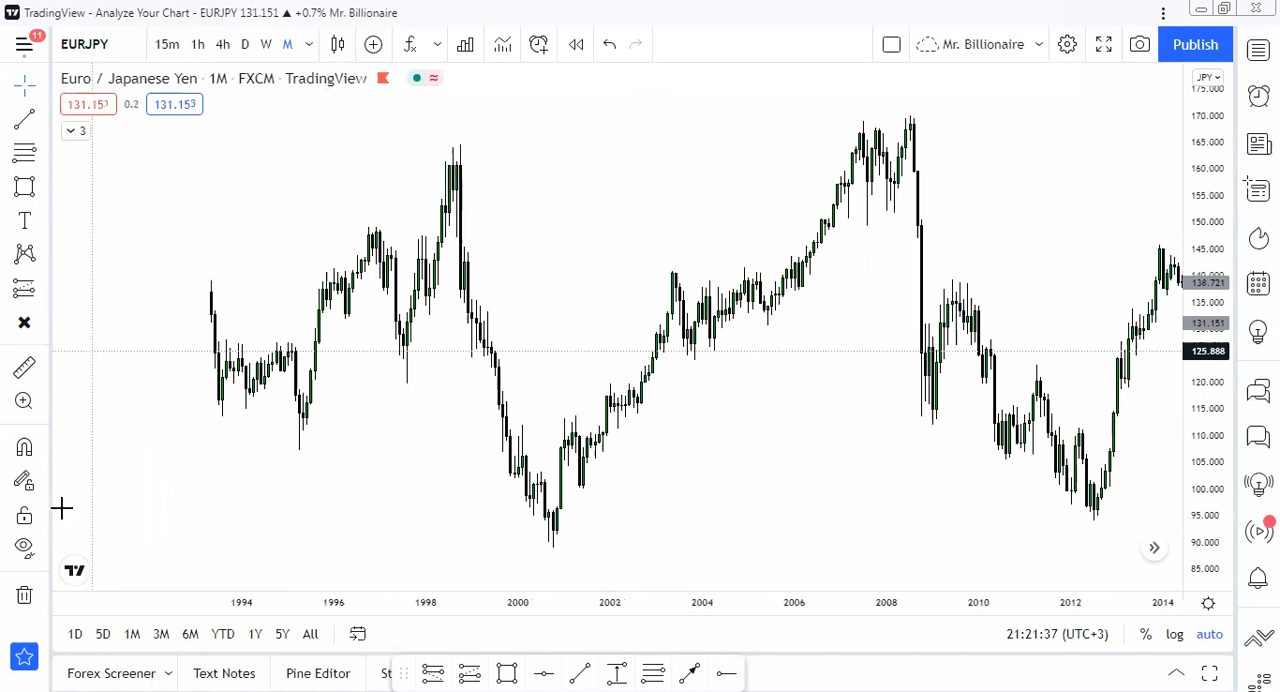 TradingView - Analyze Your Chart - EURJPY 131.151 ▲ +0.7% Mr. Billionaire
11
EURJPY 15m 1h 4h D W M Mr. Billionaire Publish
Euro / Japanese Yen · 1M · FXCM · TradingView
JPY
131.151 0.2 131.153
3
175.000
170.000
165.000
160.000
155.000
150.000
145.000
138.721
135.000
131.151
125.888
120.000
115.000
110.000
105.000
100.000
95.000
90.000
85.000
1994 1996 1998 2000 2002 2004 2006 2008 2010 2012 2014
1D 5D 1M 3M 6M YTD 1Y 5Y All 21:21:37 (UTC+3) % log auto
Forex Screener Text Notes Pine Editor St